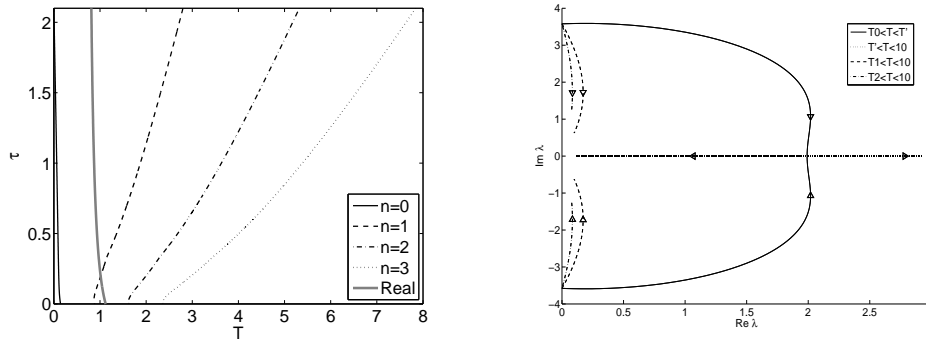 2
1.5
τ
1
0.5
0
0 1 2 3 4 5 6 7 8
T
n=0
n=1
n=2
n=3
Real
4
3
2
1
Im λ
0
−1
−2
−3
−4
0 0.5 1 1.5 2 2.5
Re λ
T0<T<T'
T'<T<10
T1<T<10
T2<T<10